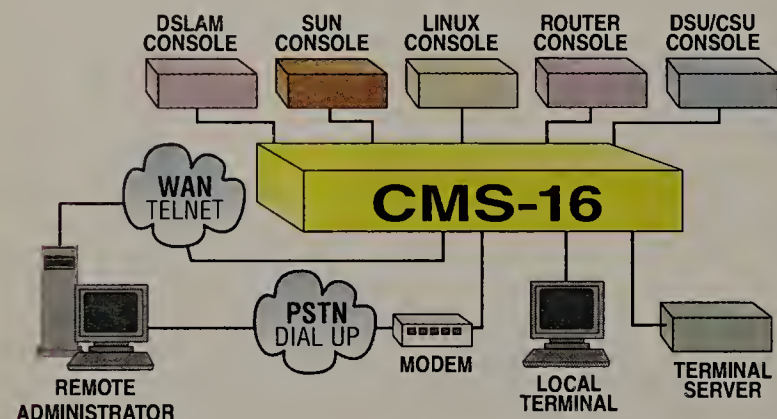 DSLAM
CONSOLE
SUN
CONSOLE
LINUX
CONSOLE
ROUTER
CONSOLE
DSU/CSU
CONSOLE
WAN
TELNET
CMS-16
PSTN
DIAL UP
MODEM
REMOTE
ADMINISTRATOR
LOCAL
TERMINAL
TERMINAL
SERVER